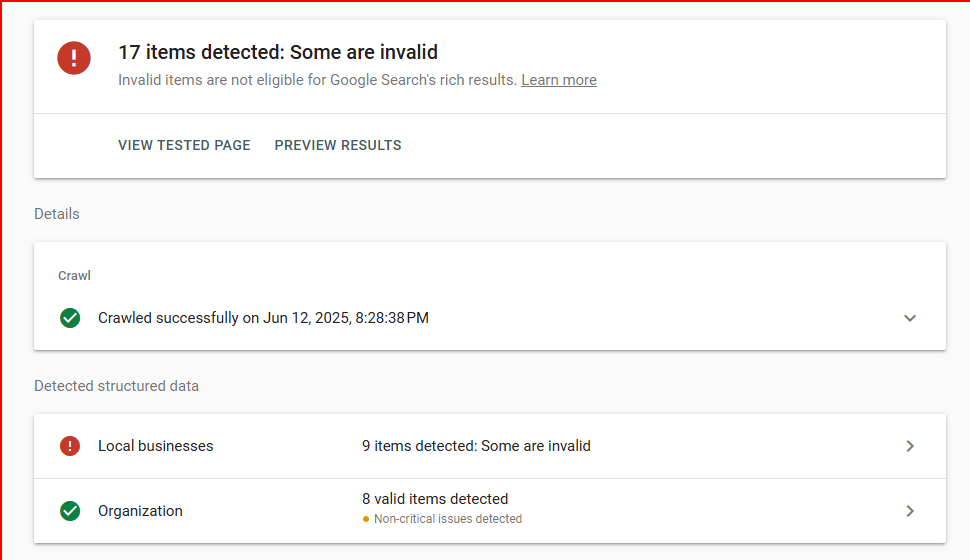 17 items detected: Some are invalid
Invalid items are not eligible for Google Search's rich results. Learn more
VIEW TESTED PAGE PREVIEW RESULTS
Details
Crawl
Crawled successfully on Jun 12, 2025, 8:28:38 PM
Detected structured data
Local businesses 9 items detected: Some are invalid
Organization 8 valid items detected
Non-critical issues detected